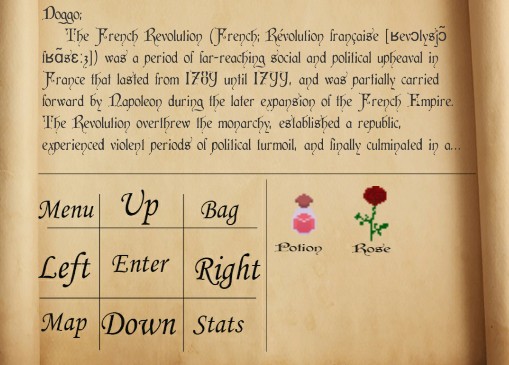 Doggo:
The French Revolution (French: Révolution française [ʁevɔlysjɔ̃
fʁɑ̃sɛːz]) was a period of far-reaching social and political upheaval in
France that lasted from 1789 until 1799, and was partially carried
forward by Napoleon during the later expansion of the French Empire.
The Revolution overthrew the monarchy, established a republic,
experienced violent periods of political turmoil, and finally culminated in a...
Menu Up Bag
Left Enter Right
Map Down Stats
Potion Rose